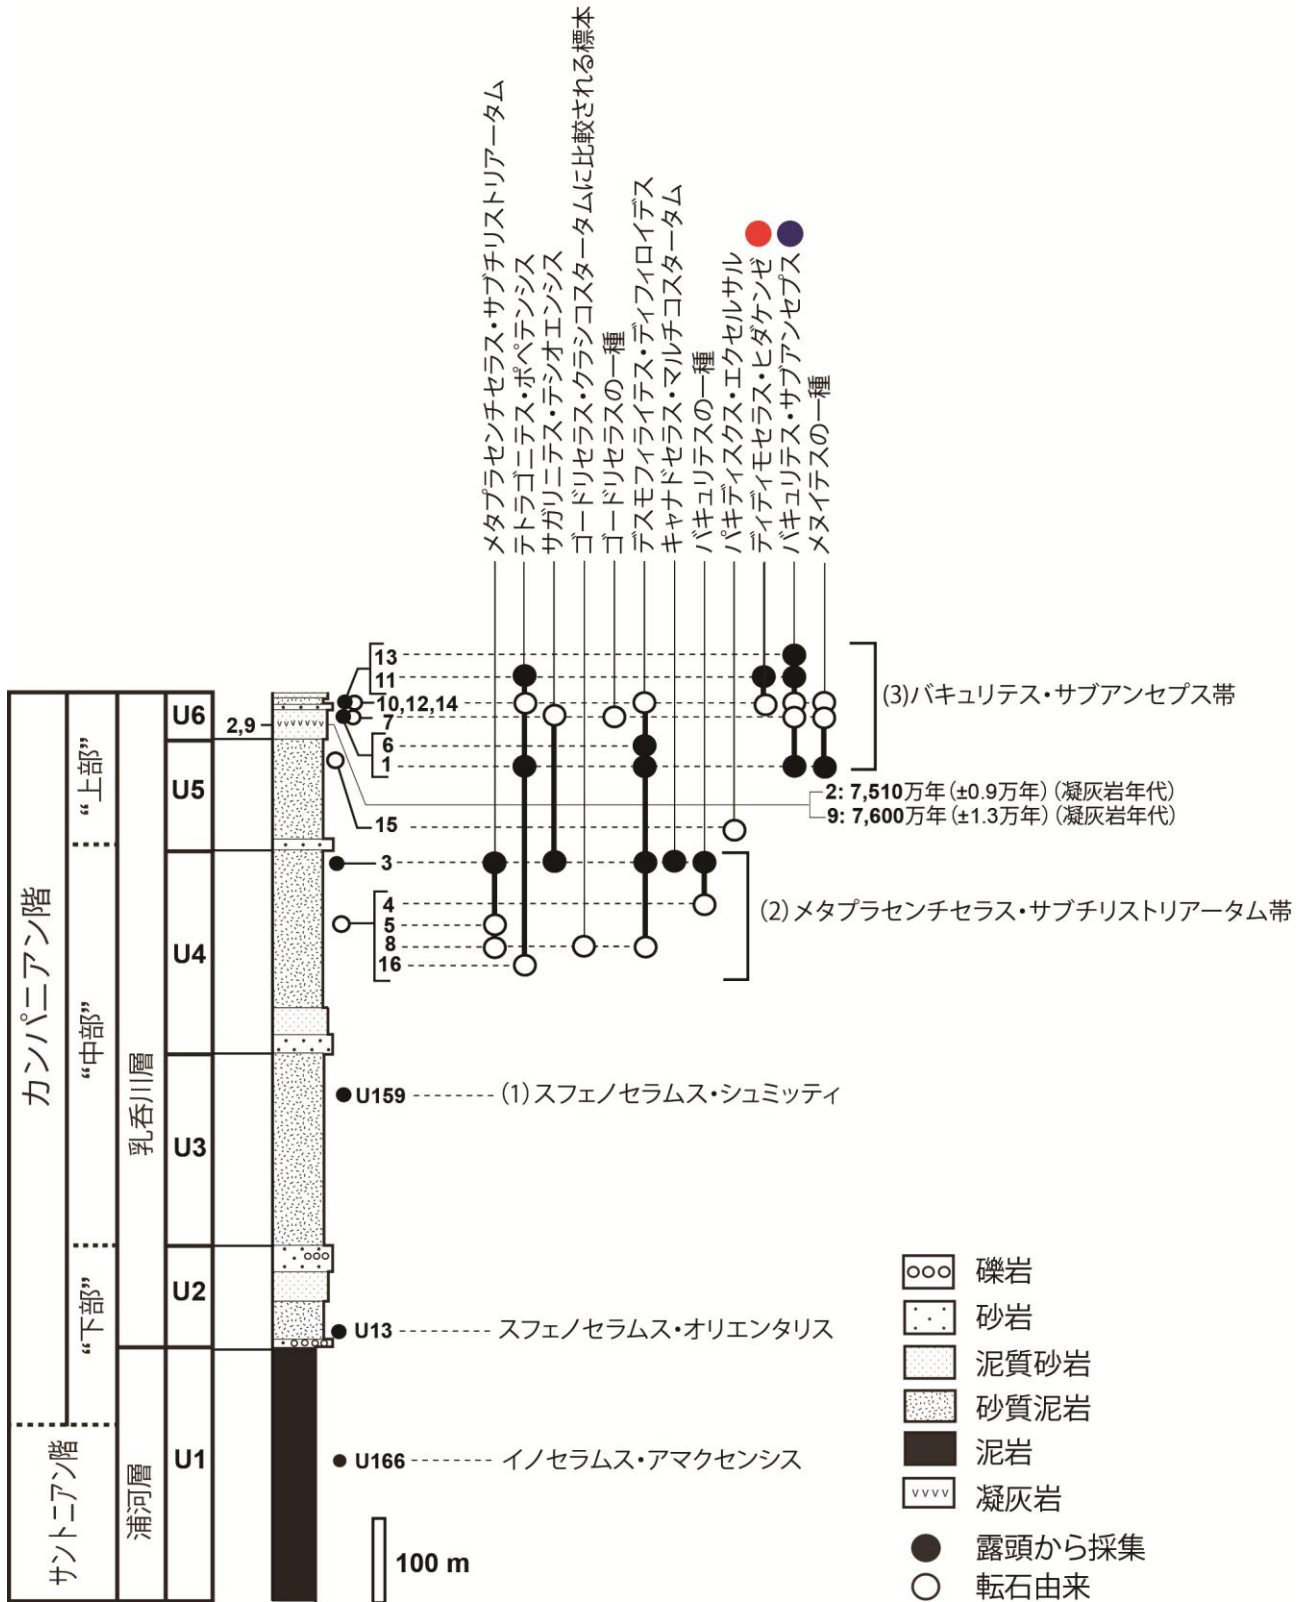 メタプラセンチセラス・サブチリストリアータム
テトラゴニテス・ポペテンシス
サガリニテス・テシオエンシス
ゴードリセラス・クラシコスタータムに比較される標本
ゴードリセラスの一種
デスモフィライテス・ディフィロイデス
キャナドセラス・マルチコスタータム
バキュリテスの一種
パキディスクス・エクセルサル
ディディモセラス・ヒダケンゼ
バキュリテス・サブアンセプス
メヌイテスの一種
カンパニアン階
サントニアン階
“上部”
“中部”
“下部”
乳呑川層
浦河層
U6
U5
U4
U3
U2
U1
2,9
13
11
10,12,14
7
6
1
15
3
4
5
8
16
(3)バキュリテス・サブアンセプス帯
2: 7,510万年 (±0.9万年) (凝灰岩年代)
9: 7,600万年 (±1.3万年) (凝灰岩年代)
(2)メタプラセンチセラス・サブチリストリアータム帯
U159
(1)スフェノセラムス・シュミッティ
U13
スフェノセラムス・オリエンタリス
U166
イノセラムス・アマクセンシス
100 m
礫岩
砂岩
泥質砂岩
砂質泥岩
泥岩
凝灰岩
露頭から採集
転石由来